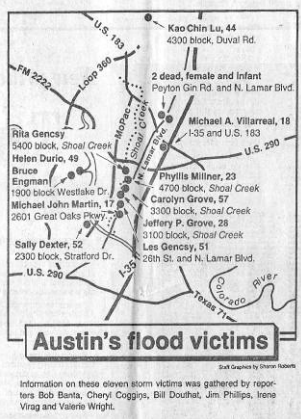 Kao Chin Lu, 44
4300 block, Duval Rd.
U.S. 183
FM 2222
Loop 360
2 dead, female and infant
Peyton Gin Rd. and N. Lamar Blvd.
MoPac
Shoal Creek
N. Lamar Blvd.
Michael A. Villarreal, 18
I-35 and U.S. 183
U.S. 290
Rita Gencsy
5400 block, Shoal Creek
Helen Durio, 49
Bruce
Engman
1900 block Westlake Dr.
Michael John Martin, 17
2601 Great Oaks Pkwy.
Phyllis Millner, 23
4700 block, Shoal Creek
Carolyn Grove, 57
3300 block, Shoal Creek
Jeffery P. Grove, 28
3100 block, Shoal Creek
Les Gencsy, 51
26th St. and N. Lamar Blvd.
Sally Dexter, 52
2300 block, Stratford Dr.
U.S. 290
I-35
Texas 71
Colorado River
Austin's flood victims
Staff Graphics by Sharon Roberts
Information on these eleven storm victims was gathered by repor-
ters Bob Banta, Cheryl Coggins, Bill Douthat, Jim Phillips, Irene
Virag and Valerie Wright.